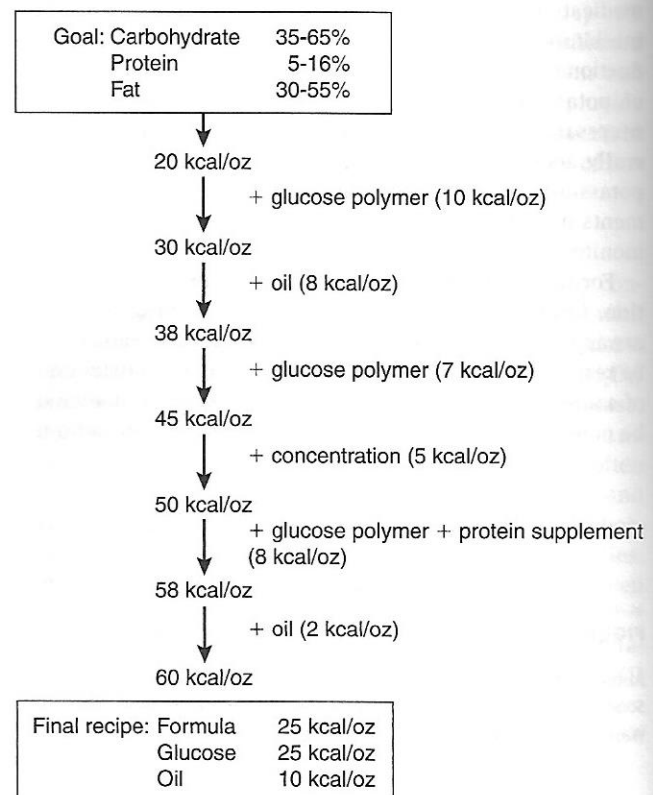 Goal: Carbohydrate 35-65%
Protein 5-16%
Fat 30-55%
20 kcal/oz
+ glucose polymer (10 kcal/oz)
30 kcal/oz
+ oil (8 kcal/oz)
38 kcal/oz
+ glucose polymer (7 kcal/oz)
45 kcal/oz
+ concentration (5 kcal/oz)
50 kcal/oz
+ glucose polymer + protein supplement
(8 kcal/oz)
58 kcal/oz
+ oil (2 kcal/oz)
60 kcal/oz
Final recipe: Formula 25 kcal/oz
Glucose 25 kcal/oz
Oil 10 kcal/oz